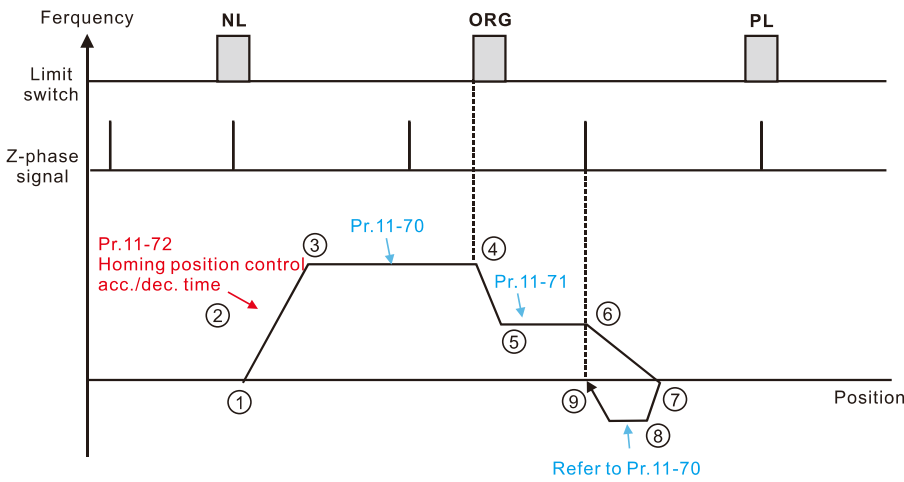 Ferquency
NL
ORG
PL
Limit
switch
Z-phase
signal
Pr.11-72
Homing position control
acc./dec. time
Pr.11-70
Pr.11-71
①
②
③
④
⑤
⑥
⑦
⑧
⑨
Position
Refer to Pr.11-70